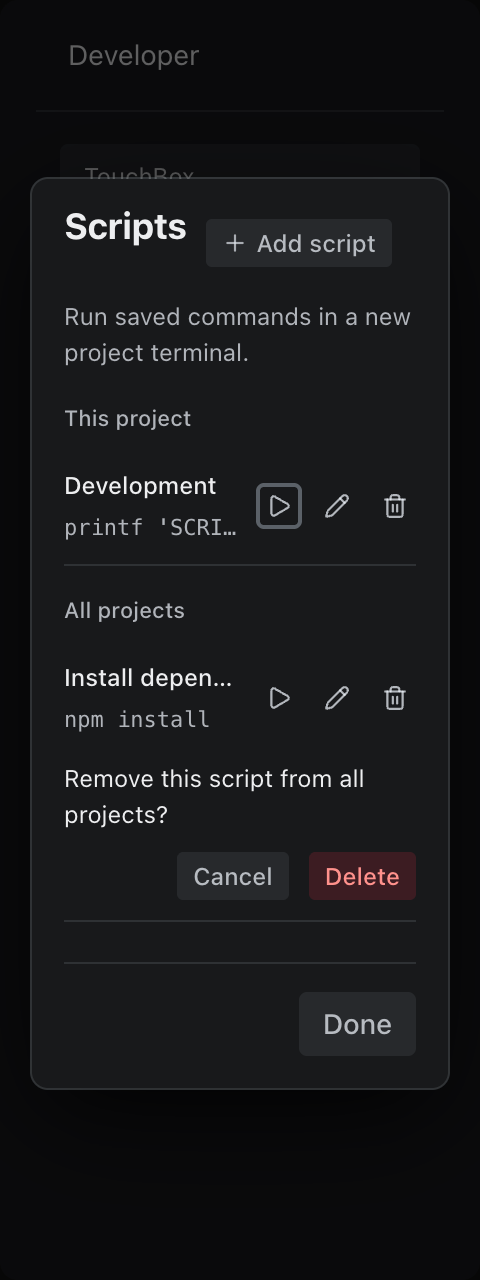 Developer
TouchBox
Scripts
+ Add script
Run saved commands in a new
project terminal.
This project
Development
printf 'SCRI…
All projects
Install depen...
npm install
Remove this script from all
projects?
Cancel
Delete
Done